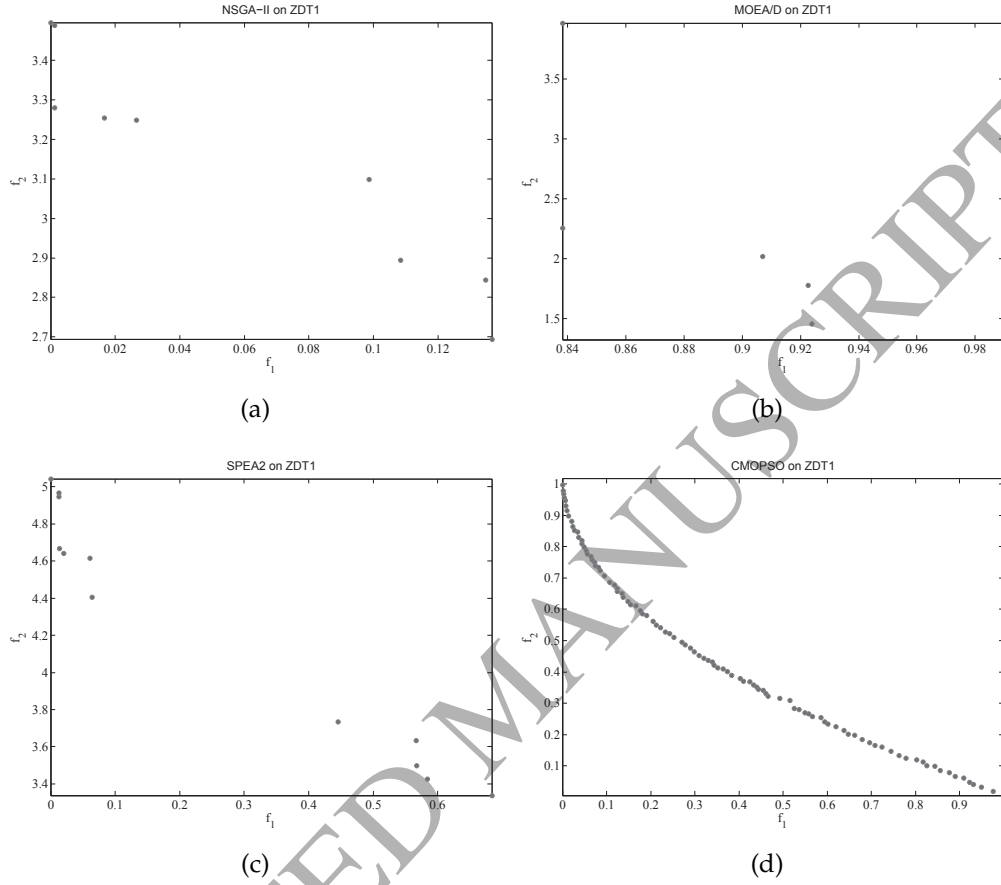 NSGA−II on ZDT1
3.4
3.3
3.2
3.1
3
2.9
2.8
2.7
f2
0 0.02 0.04 0.06 0.08 0.1 0.12
f1
(a)
MOEA/D on ZDT1
3.5
3
2.5
2
1.5
f2
0.84 0.86 0.88 0.9 0.92 0.94 0.96 0.98
f1
(b)
SPEA2 on ZDT1
5
4.8
4.6
4.4
4.2
4
3.8
3.6
3.4
f2
0 0.1 0.2 0.3 0.4 0.5 0.6
f1
(c)
CMOPSO on ZDT1
1
0.9
0.8
0.7
0.6
0.5
0.4
0.3
0.2
0.1
f2
0 0.1 0.2 0.3 0.4 0.5 0.6 0.7 0.8 0.9
f1
(d)
ED MANUSCRIPT